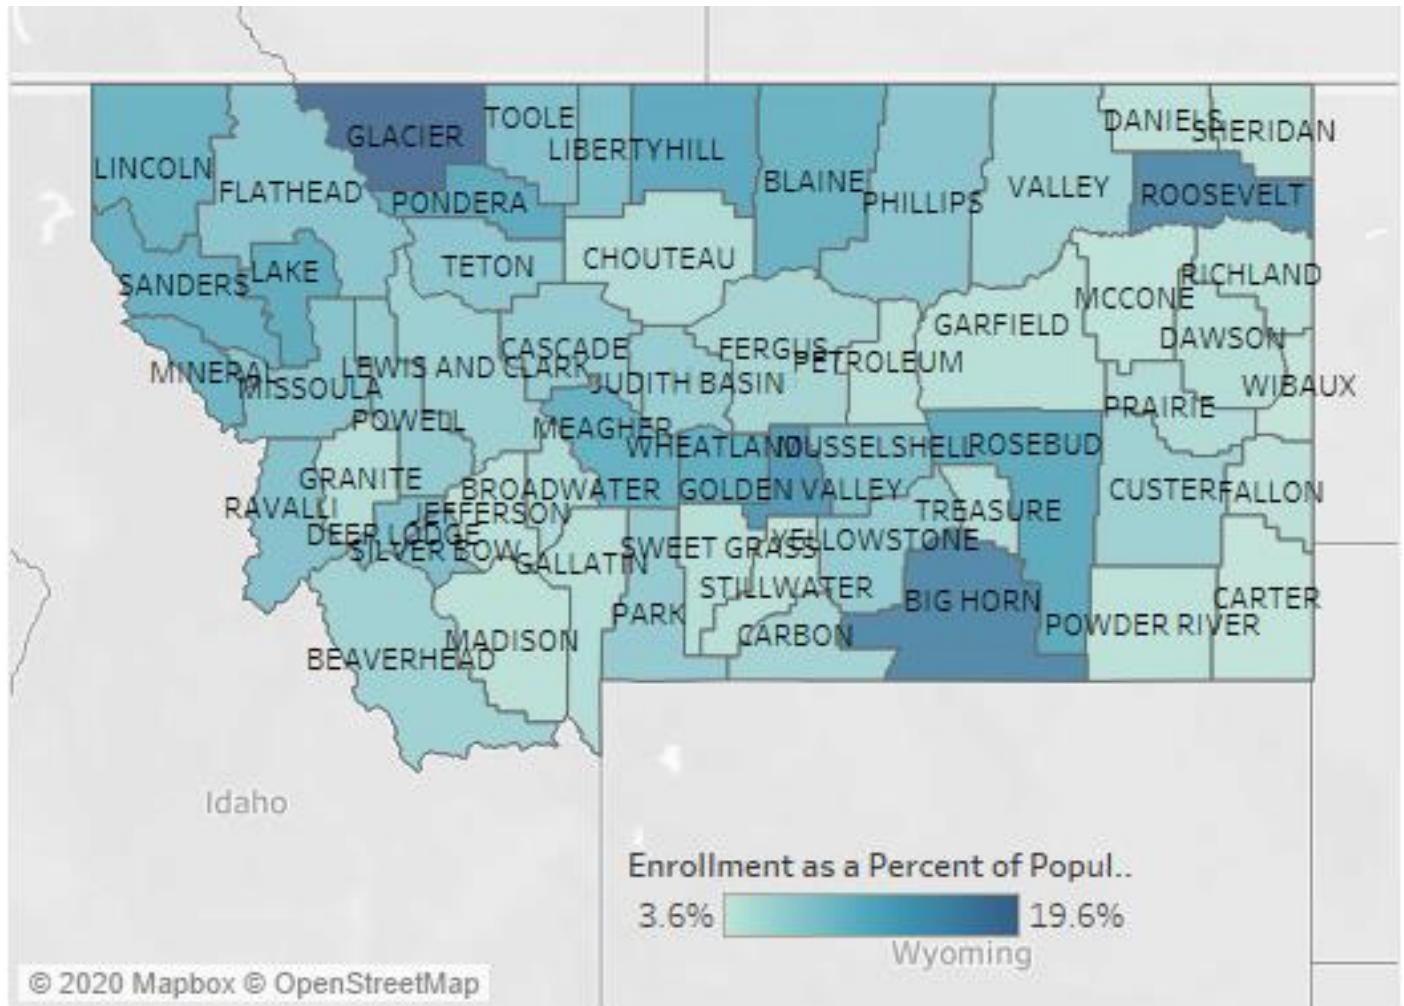 DANIELS
SHERIDAN
TOOLE
GLACIER
LIBERTY
HILL
LINCOLN
FLATHEAD
BLAINE
VALLEY
ROOSEVELT
PONDERA
PHILLIPS
CHOUTEAU
TETON
LAKE
SANDERS
RICHLAND
MCCONE
GARFIELD
DAWSON
CASCADE
FERGUS
PETROLEUM
LEWIS AND CLARK
MINERAL
MISSOULA
JUDITH BASIN
WIBAUX
PRAIRIE
POWELL
MEAGHER
WHEATLAND
MUSSELSHELL
ROSEBUD
GRANITE
BROADWATER
GOLDEN VALLEY
CUSTER
FALLON
RAVALLI
JEFFERSON
TREASURE
DEER LODGE
SILVER BOW
GALLATIN
SWEET GRASS
YELLOWSTONE
STILLWATER
BIG HORN
CARTER
PARK
POWDER RIVER
CARBON
MADISON
BEAVERHEAD
Idaho
Enrollment as a Percent of Popul..
3.6% 19.6%
Wyoming
© 2020 Mapbox © OpenStreetMap